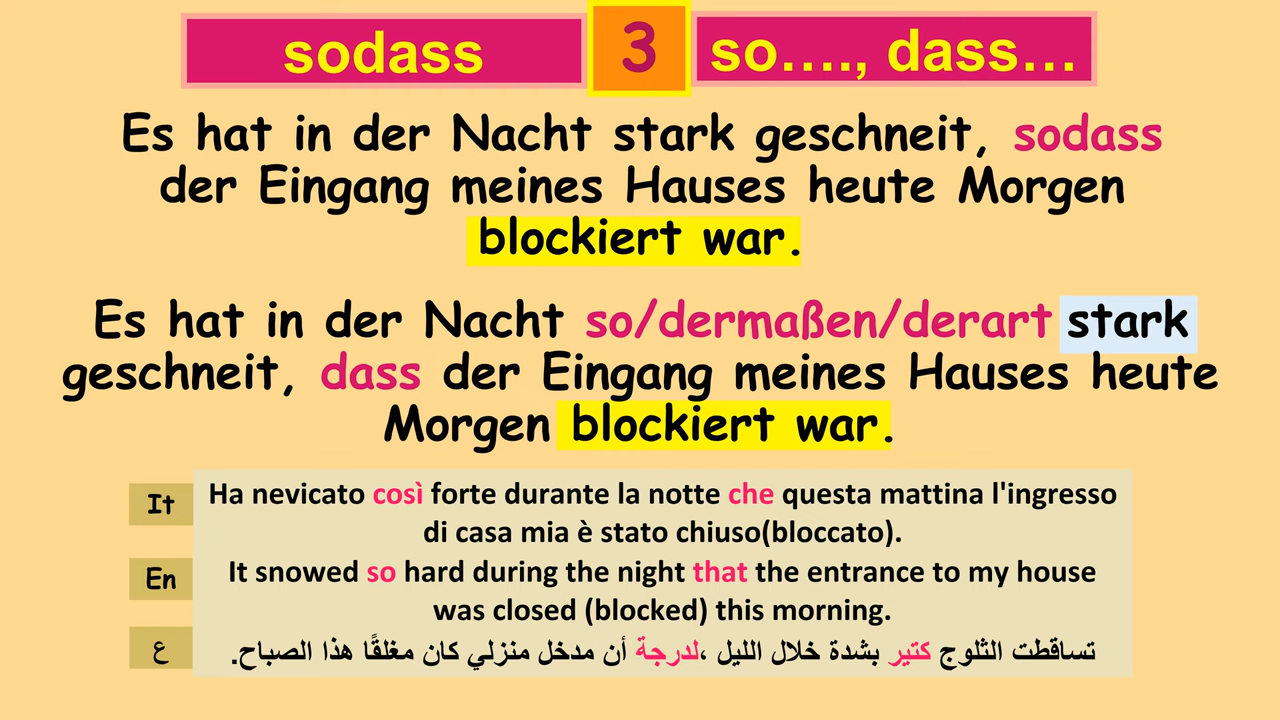 sodass
3
so…., dass…
Es hat in der Nacht stark geschneit, sodass
der Eingang meines Hauses heute Morgen
blockiert war.
Es hat in der Nacht so/dermaßen/derart stark
geschneit, dass der Eingang meines Hauses heute
Morgen blockiert war.
It
Ha nevicato così forte durante la notte che questa mattina l'ingresso
di casa mia è stato chiuso(bloccato).
En
It snowed so hard during the night that the entrance to my house
was closed (blocked) this morning.
ع
تساقطت الثلوج كتير بشدة خلال الليل ،لدرجة أن مدخل منزلي كان مغلقًا هذا الصباح.